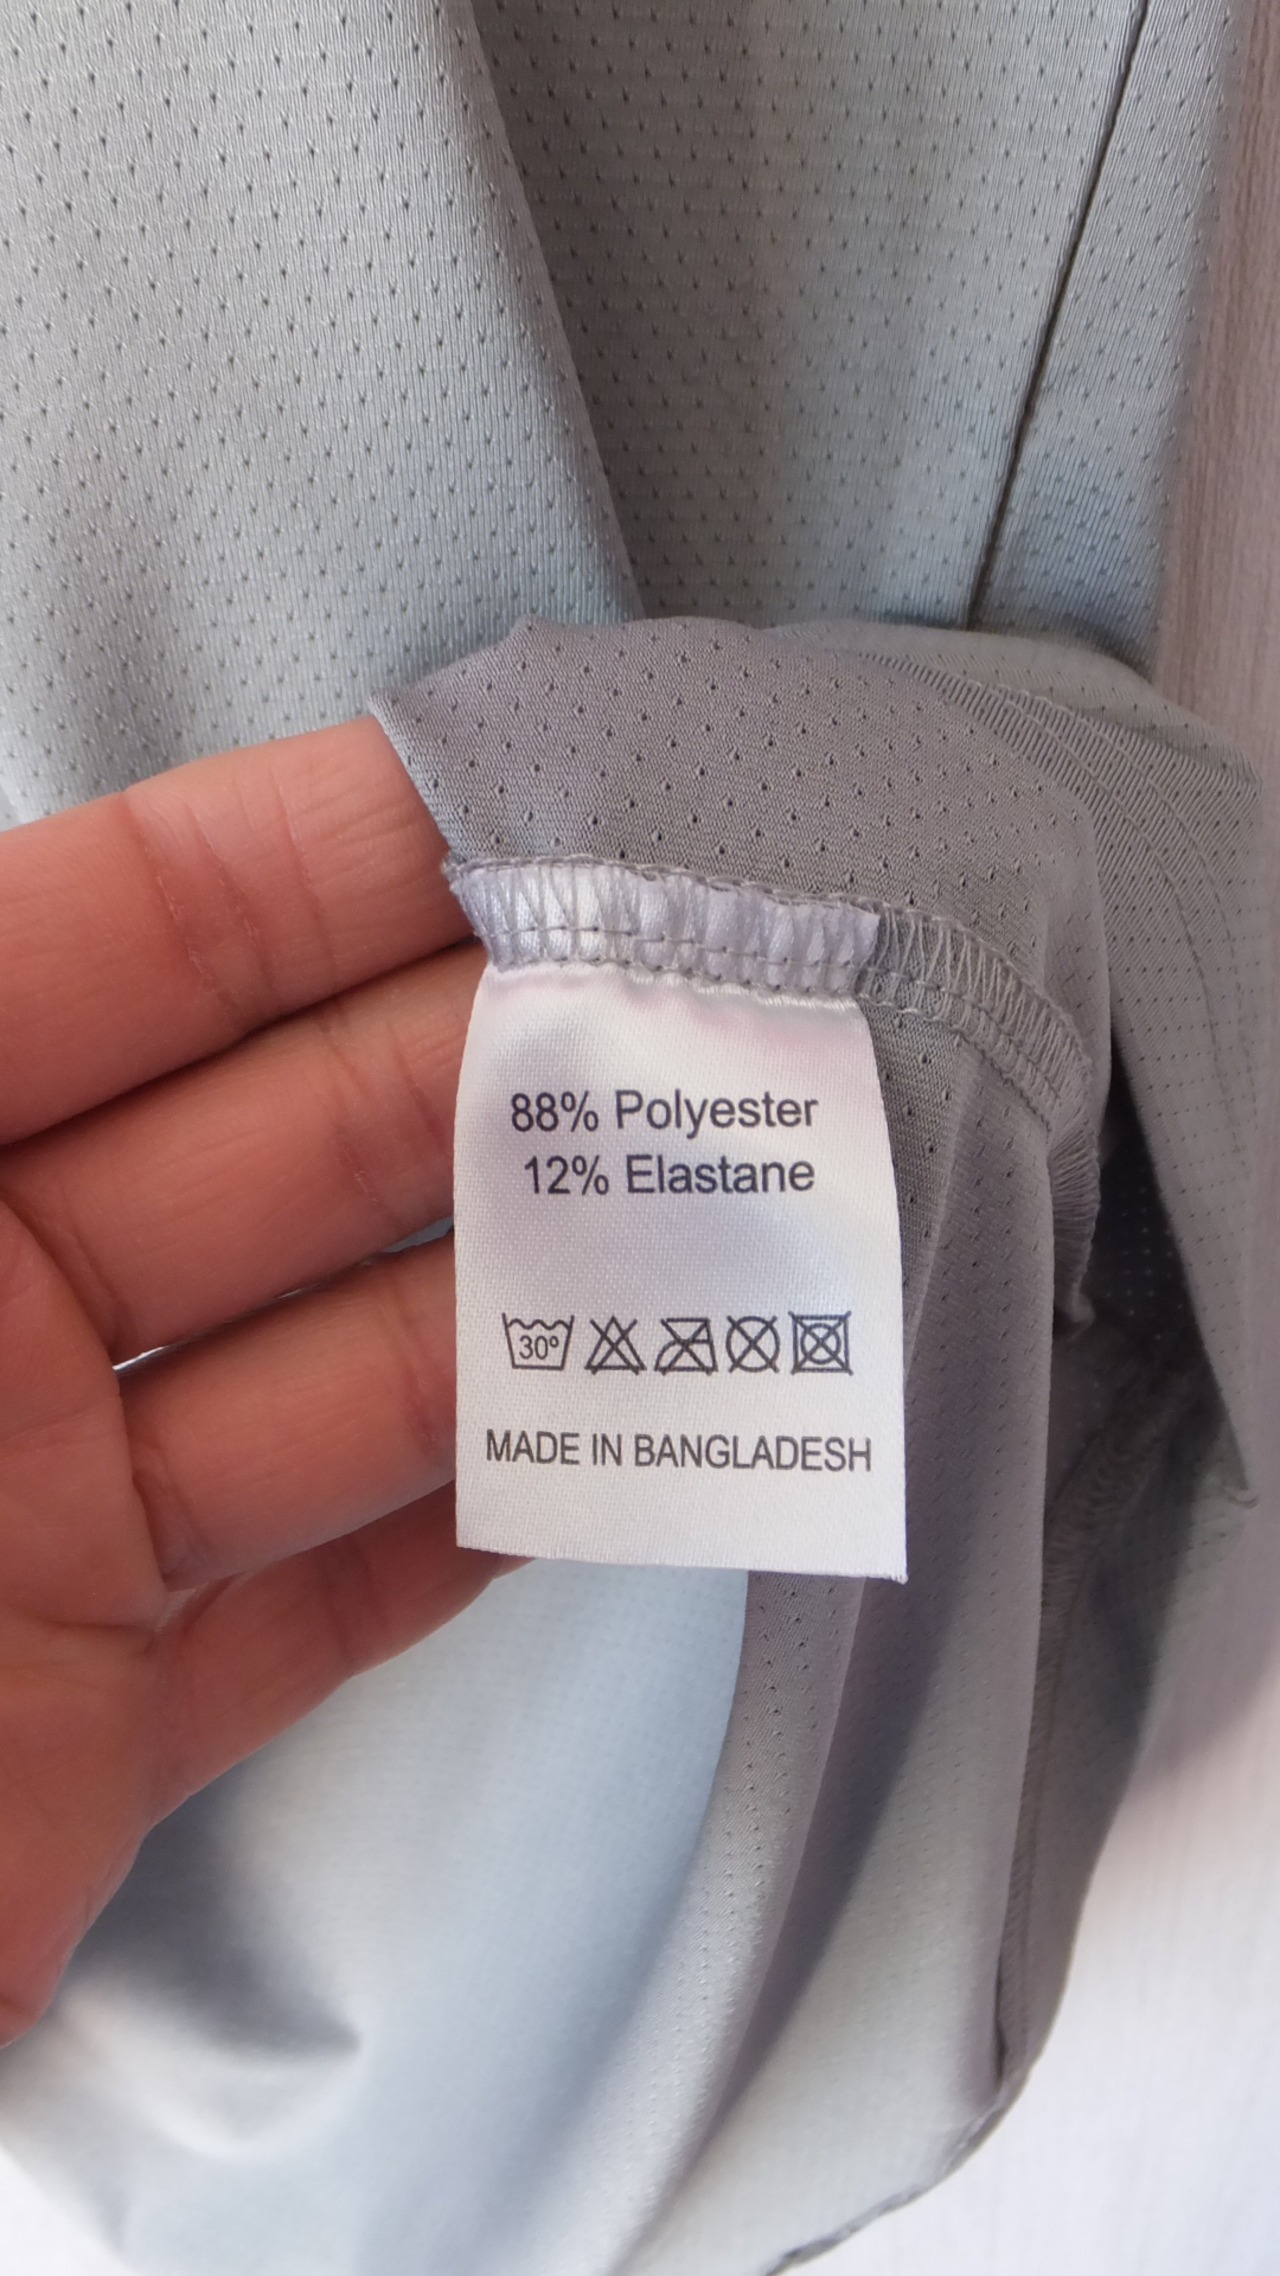 88% Polyester
12% Elastane
30°
MADE IN BANGLADESH